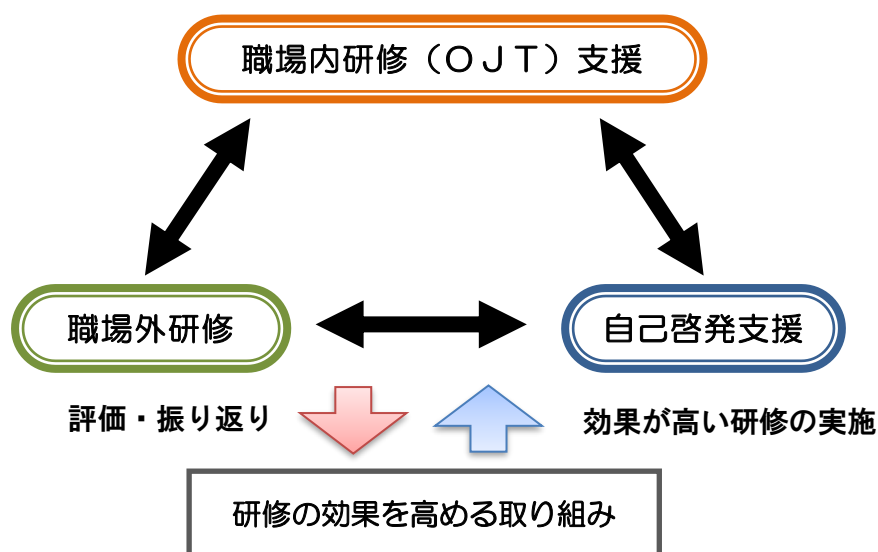 職場内研修（ＯＪＴ）支援
職場外研修
自己啓発支援
評価・振り返り
効果が高い研修の実施
研修の効果を高める取り組み